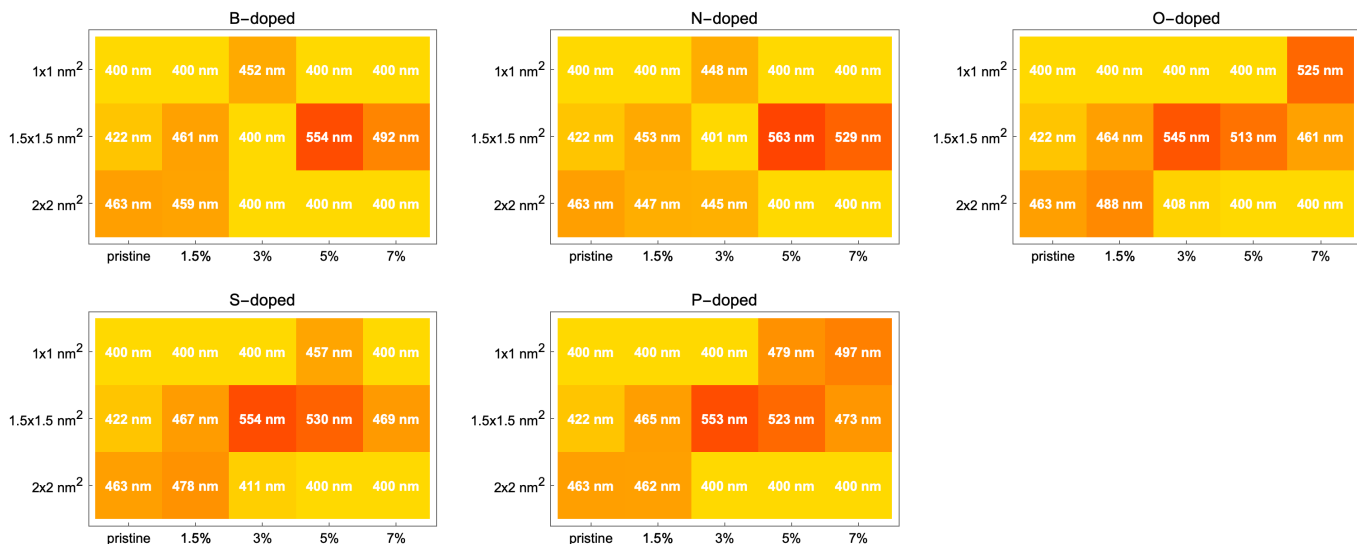 B−doped
1x1 nm²
400 nm 400 nm 452 nm 400 nm 400 nm
1.5x1.5 nm²
422 nm 461 nm 400 nm 554 nm 492 nm
2x2 nm²
463 nm 459 nm 400 nm 400 nm 400 nm
pristine 1.5% 3% 5% 7%
N−doped
1x1 nm²
400 nm 400 nm 448 nm 400 nm 400 nm
1.5x1.5 nm²
422 nm 453 nm 401 nm 563 nm 529 nm
2x2 nm²
463 nm 447 nm 445 nm 400 nm 400 nm
pristine 1.5% 3% 5% 7%
O−doped
1x1 nm²
400 nm 400 nm 400 nm 400 nm 525 nm
1.5x1.5 nm²
422 nm 464 nm 545 nm 513 nm 461 nm
2x2 nm²
463 nm 488 nm 408 nm 400 nm 400 nm
pristine 1.5% 3% 5% 7%
S−doped
1x1 nm²
400 nm 400 nm 400 nm 457 nm 400 nm
1.5x1.5 nm²
422 nm 467 nm 554 nm 530 nm 469 nm
2x2 nm²
463 nm 478 nm 411 nm 400 nm 400 nm
pristine 1.5% 3% 5% 7%
P−doped
1x1 nm²
400 nm 400 nm 400 nm 479 nm 497 nm
1.5x1.5 nm²
422 nm 465 nm 553 nm 523 nm 473 nm
2x2 nm²
463 nm 462 nm 400 nm 400 nm 400 nm
pristine 1.5% 3% 5% 7%